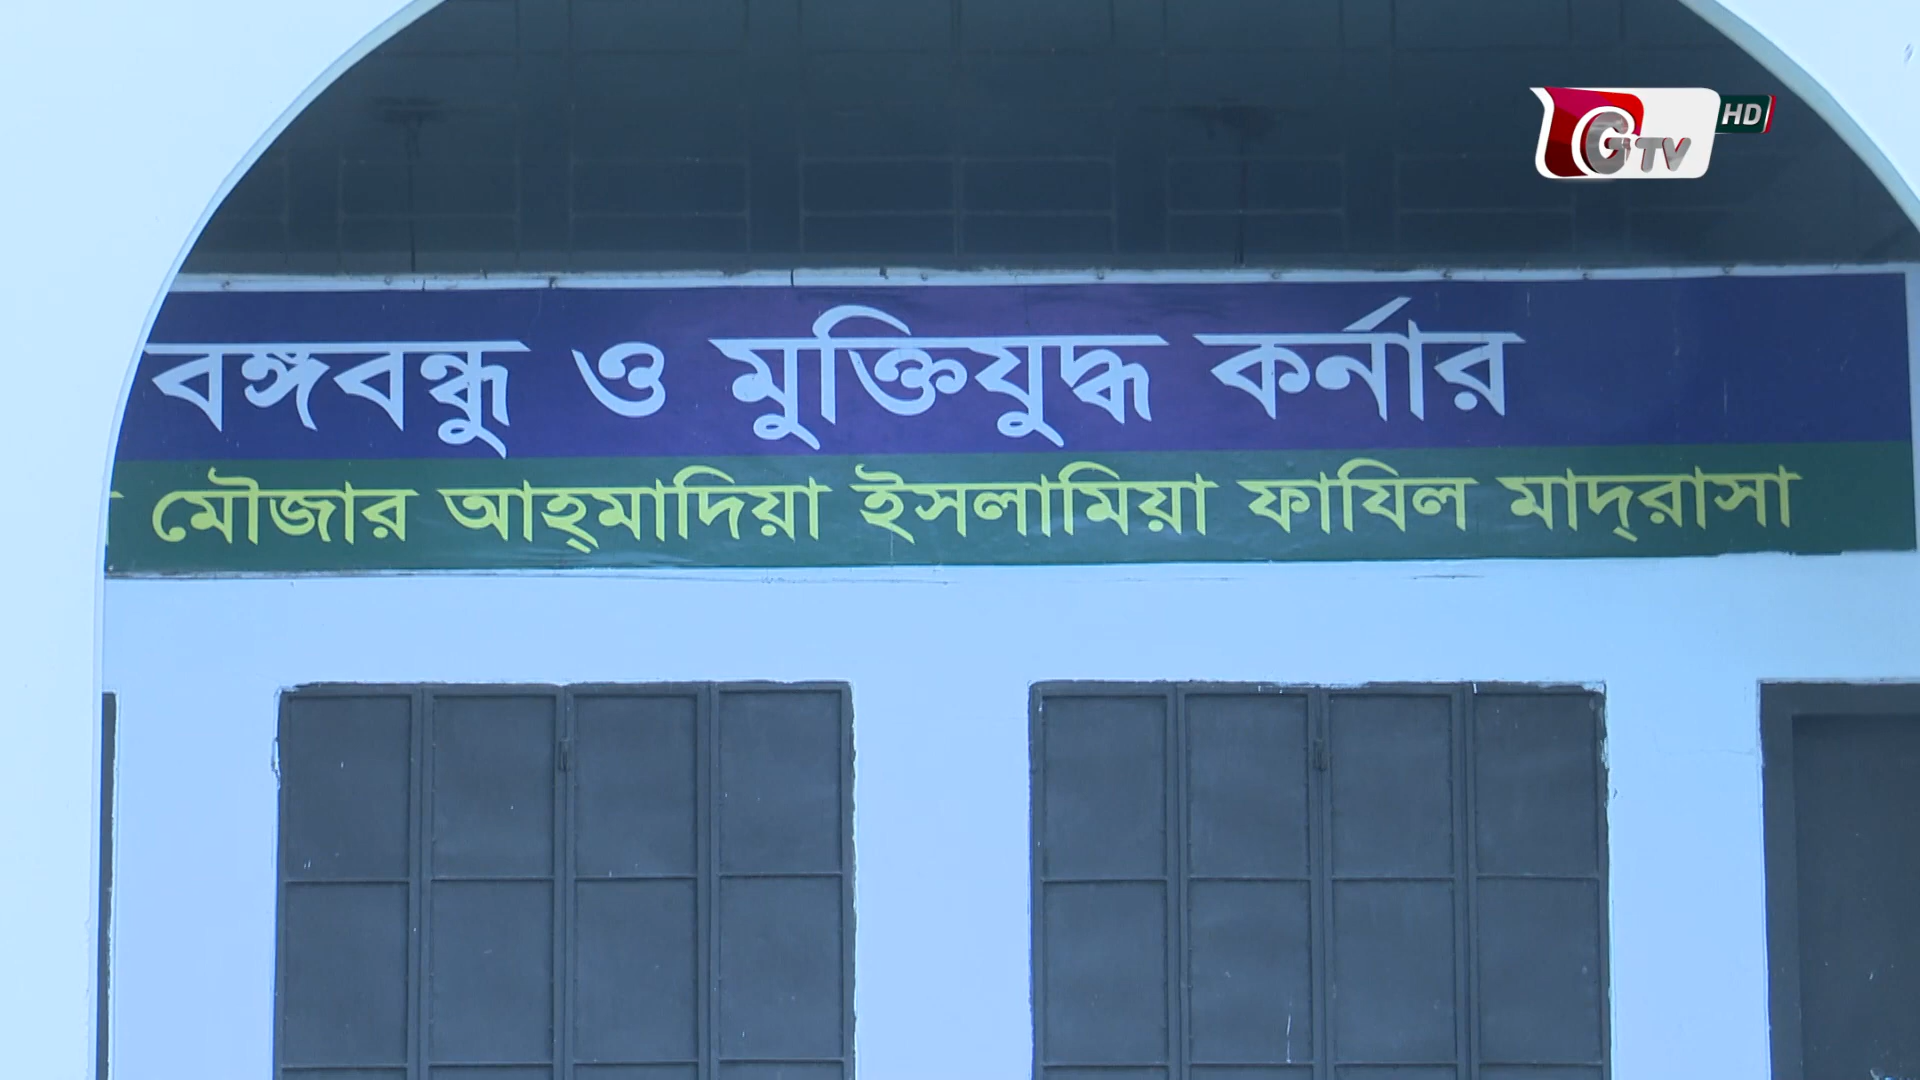 GTV HD
বঙ্গবন্ধু ও মুক্তিযুদ্ধ কর্নার
মৌজার আহ্‌মাদিয়া ইসলামিয়া ফাযিল মাদ্‌রাসা